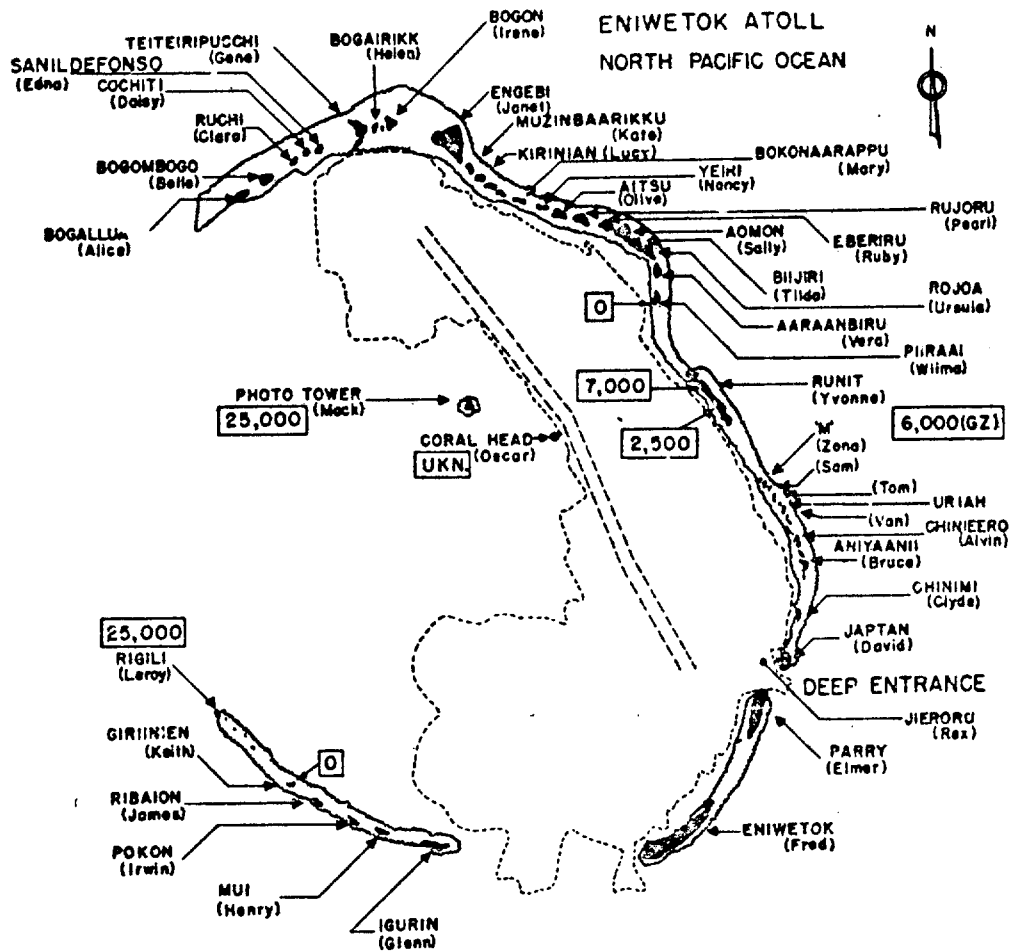 ENIWETOK ATOLL
NORTH PACIFIC OCEAN
N
BOGON
(Irene)
BOGAIRIKK
(Helen)
TEITEIRIPUCCHI
(Gene)
SANILDEFONSO
(Edna)
COCHITI
(Daisy)
RUCHI
(Clara)
BOGOMBOGO
(Belle)
BOGALLUA
(Alice)
ENGEBI
(Janet)
MUZINBAARIKKU
(Kate)
KIRINIAN (Lucy)
BOKONAARAPPU
(Mary)
YEIRI
(Nancy)
AITSU
(Olive)
RUJORU
(Pearl)
EBERIRU
(Ruby)
AOMON
(Sally)
BIIJIRI
(Tilda)
ROJOA
(Ursula)
0
AARAANBIRU
(Vera)
PIIRAAI
(Wilma)
7,000
RUNIT
(Yvonne)
PHOTO TOWER
(Mack)
25,000
CORAL HEAD
(Oscar)
UKN.
2,500
6,000(GZ)
'M'
(Zona)
(Sam)
(Tom)
URIAH
(Van)
CHINIEERO
(Alvin)
ANIYAANII
(Bruce)
CHINIMI
(Clyde)
JAPTAN
(David)
DEEP ENTRANCE
JIERORU
(Rex)
PARRY
(Elmer)
ENIWETOK
(Fred)
25,000
RIGILI
(Leroy)
GIRIINIEN
(Keith)
0
RIBAION
(James)
POKON
(Irwin)
MUI
(Henry)
IGURIN
(Glenn)